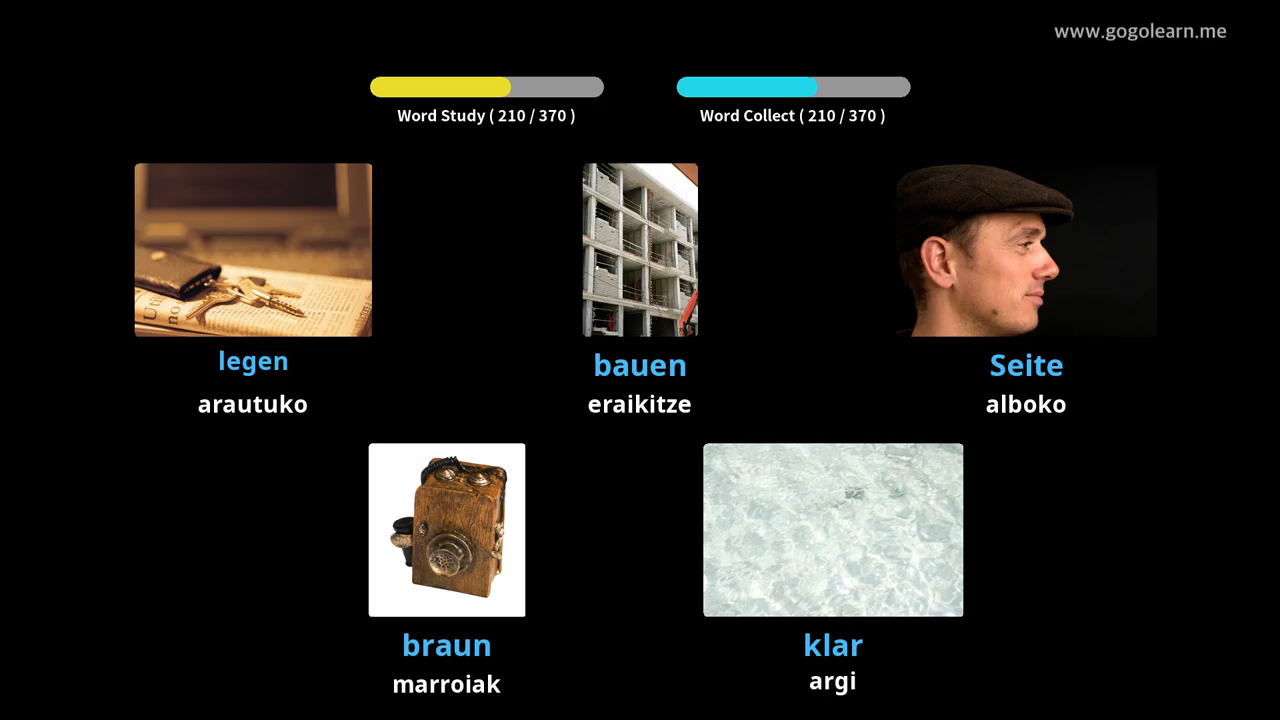 www.gogolearn.me
Word Study ( 210 / 370 )
Word Collect ( 210 / 370 )
legen
arautuko
bauen
eraikitze
Seite
alboko
braun
marroiak
klar
argi